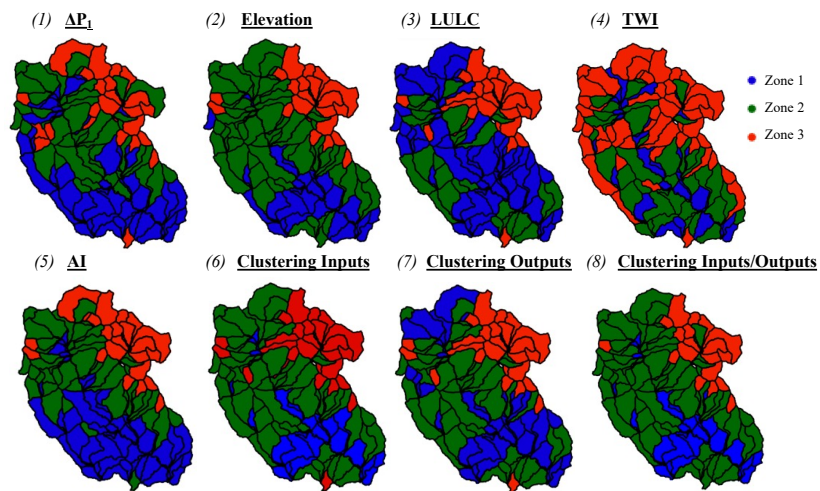 (1) ΔP₁
(2) Elevation
(3) LULC
(4) TWI
Zone 1
Zone 2
Zone 3
(5) AI
(6) Clustering Inputs
(7) Clustering Outputs
(8) Clustering Inputs/Outputs